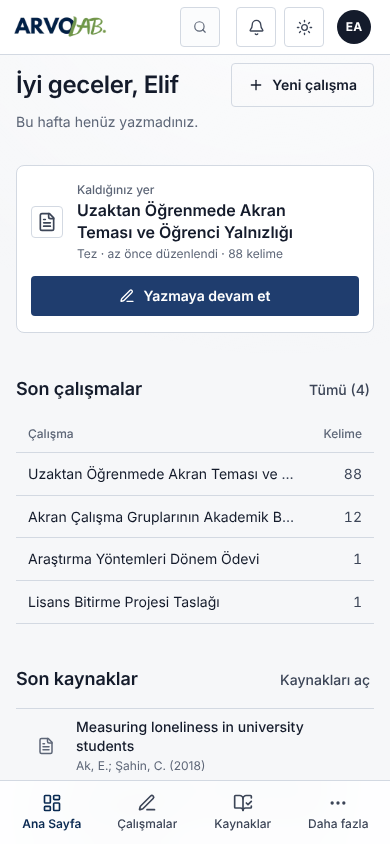 ARVOLAB.
EA
İyi geceler, Elif
Yeni çalışma
Bu hafta henüz yazmadınız.
Kaldığınız yer
Uzaktan Öğrenmede Akran
Teması ve Öğrenci Yalnızlığı
Tez · az önce düzenlendi · 88 kelime
Yazmaya devam et
Son çalışmalar
Tümü (4)
Çalışma
Kelime
Uzaktan Öğrenmede Akran Teması ve ...
88
Akran Çalışma Gruplarının Akademik B...
12
Araştırma Yöntemleri Dönem Ödevi
1
Lisans Bitirme Projesi Taslağı
1
Son kaynaklar
Kaynakları aç
Measuring loneliness in university
students
Ak, E.; Şahin, C. (2018)
Ana Sayfa
Çalışmalar
Kaynaklar
Daha fazla